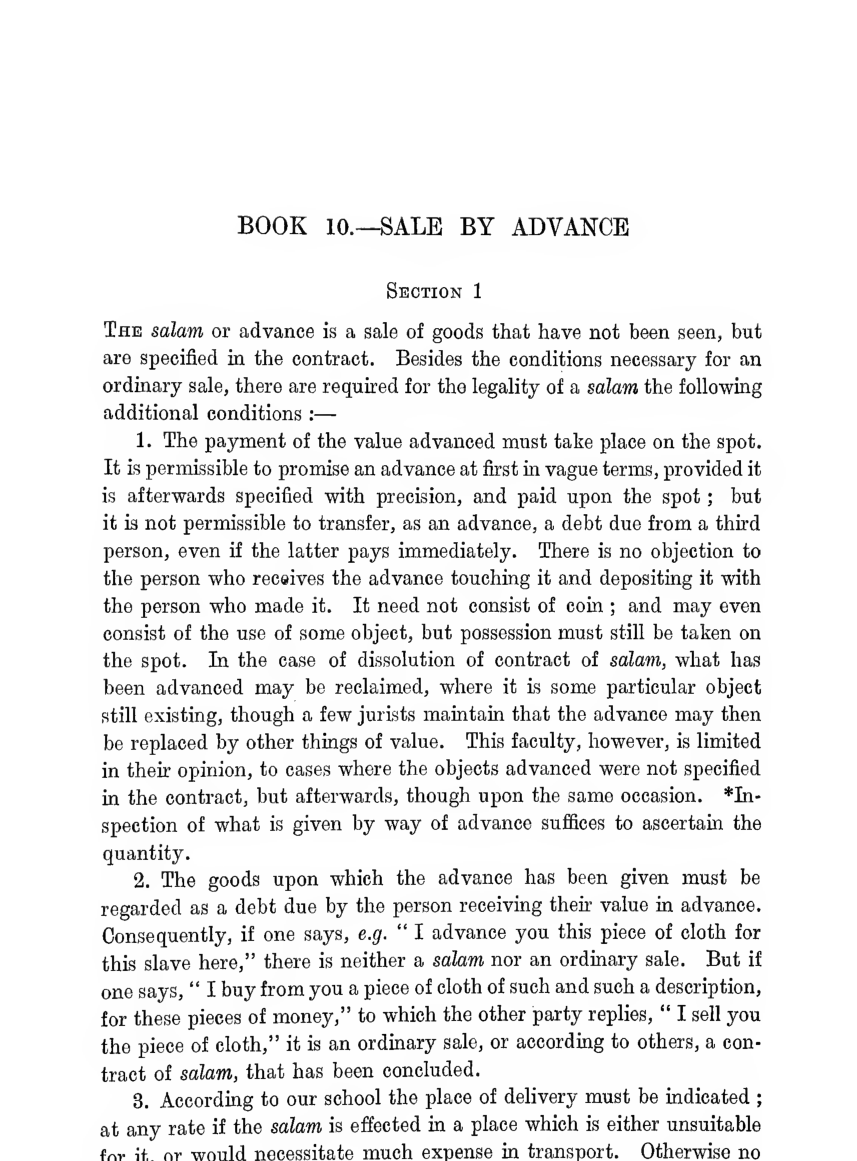 BOOK 10.—SALE BY ADVANCE
SECTION 1
THE salam or advance is a sale of goods that have not been seen, but
are specified in the contract. Besides the conditions necessary for an
ordinary sale, there are required for the legality of a salam the following
additional conditions :—
1. The payment of the value advanced must take place on the spot.
It is permissible to promise an advance at first in vague terms, provided it
is afterwards specified with precision, and paid upon the spot ; but
it is not permissible to transfer, as an advance, a debt due from a third
person, even if the latter pays immediately. There is no objection to
the person who receives the advance touching it and depositing it with
the person who made it. It need not consist of coin ; and may even
consist of the use of some object, but possession must still be taken on
the spot. In the case of dissolution of contract of salam, what has
been advanced may be reclaimed, where it is some particular object
still existing, though a few jurists maintain that the advance may then
be replaced by other things of value. This faculty, however, is limited
in their opinion, to cases where the objects advanced were not specified
in the contract, but afterwards, though upon the same occasion. *In-
spection of what is given by way of advance suffices to ascertain the
quantity.
2. The goods upon which the advance has been given must be
regarded as a debt due by the person receiving their value in advance.
Consequently, if one says, e.g. “ I advance you this piece of cloth for
this slave here,” there is neither a salam nor an ordinary sale. But if
one says, “ I buy from you a piece of cloth of such and such a description,
for these pieces of money,” to which the other party replies, “ I sell you
the piece of cloth,” it is an ordinary sale, or according to others, a con-
tract of salam, that has been concluded.
3. According to our school the place of delivery must be indicated ;
at any rate if the salam is effected in a place which is either unsuitable
for it, or would necessitate much expense in transport. Otherwise no